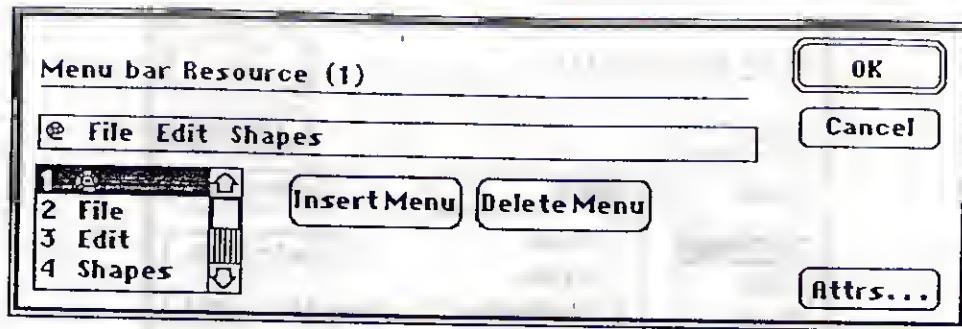 Menu bar Resource (1)
OK
Cancel
@ File Edit Shapes
1 @
2 File
3 Edit
4 Shapes
Insert Menu
Delete Menu
Attrs...